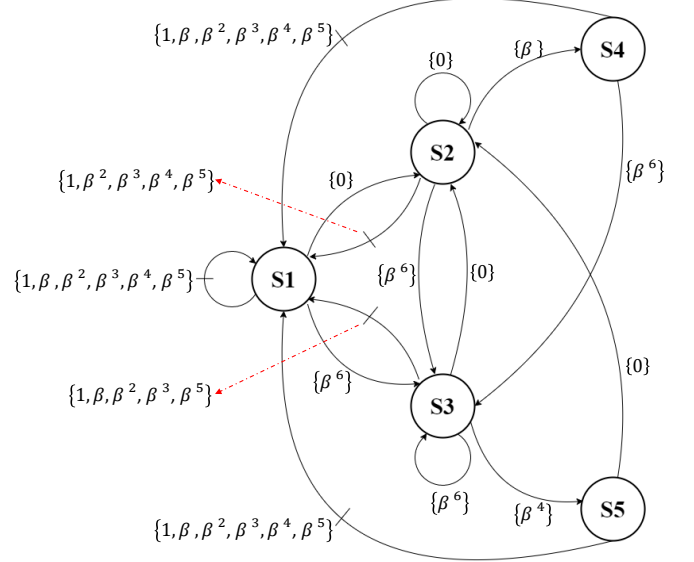 {1, β, β², β³, β⁴, β⁵}
S4
{β}
{0}
S2
{β⁶}
{1, β², β³, β⁴, β⁵}
{0}
{β⁶}
{0}
{1, β, β², β³, β⁴, β⁵}
S1
{0}
{β⁶}
{1, β, β², β³, β⁵}
S3
{β⁶}
{β⁴}
S5
{1, β, β², β³, β⁴, β⁵}